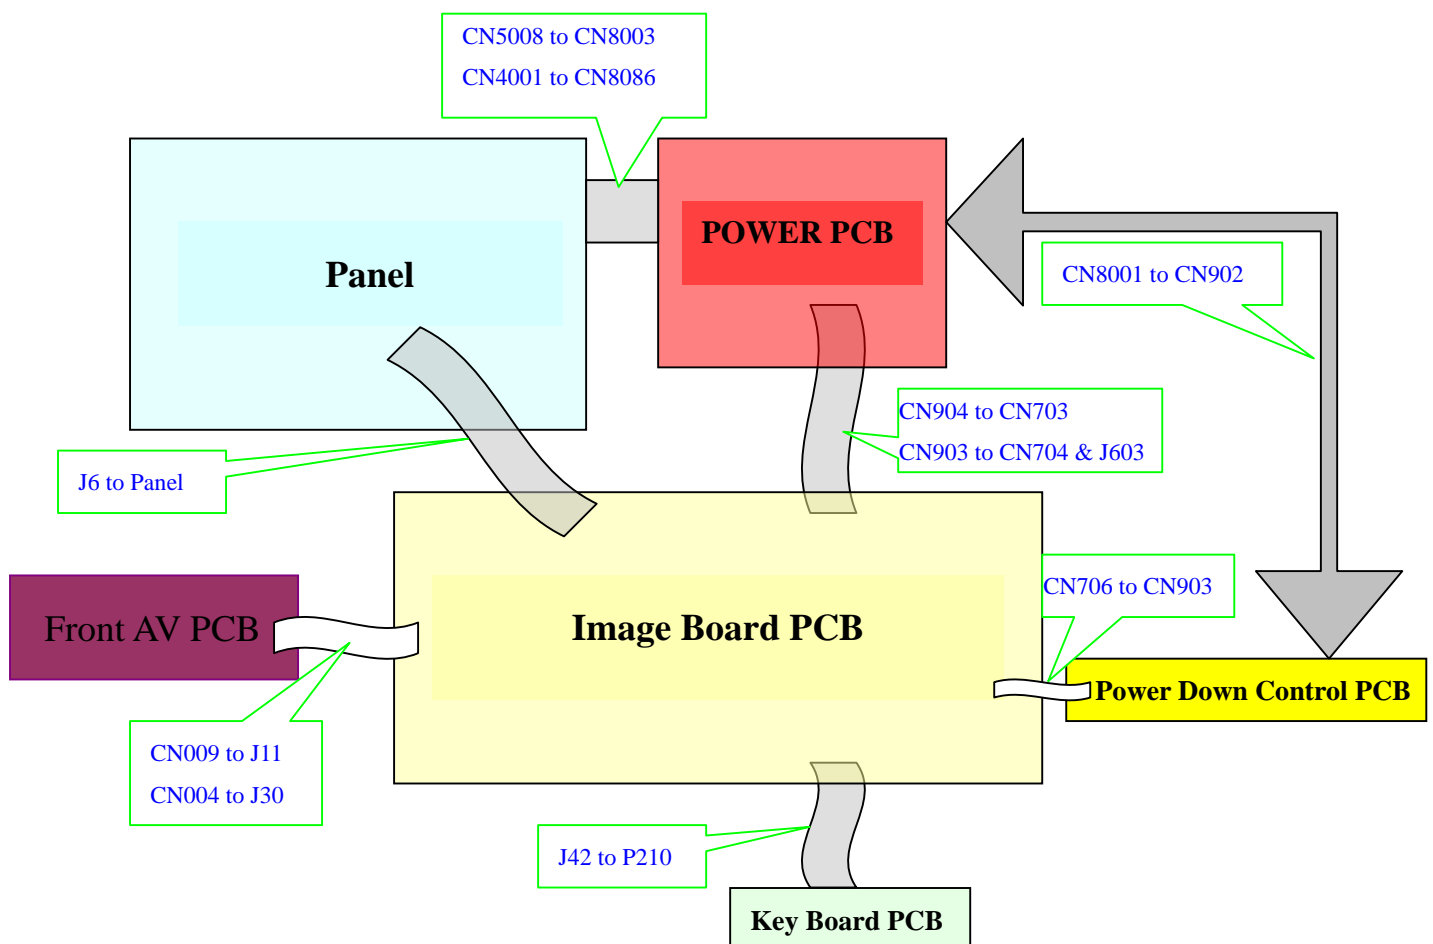 CN5008 to CN8003
CN4001 to CN8086
POWER PCB
Panel
CN8001 to CN902
CN904 to CN703
CN903 to CN704 & J603
J6 to Panel
CN706 to CN903
Front AV PCB
Image Board PCB
Power Down Control PCB
CN009 to J11
CN004 to J30
J42 to P210
Key Board PCB